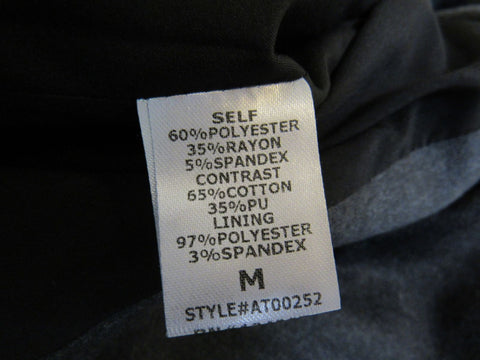 SELF
60%POLYESTER
35%RAYON
5%SPANDEX
CONTRAST
65%COTTON
35%PU
LINING
97%POLYESTER
3%SPANDEX
M
STYLE#AT00252